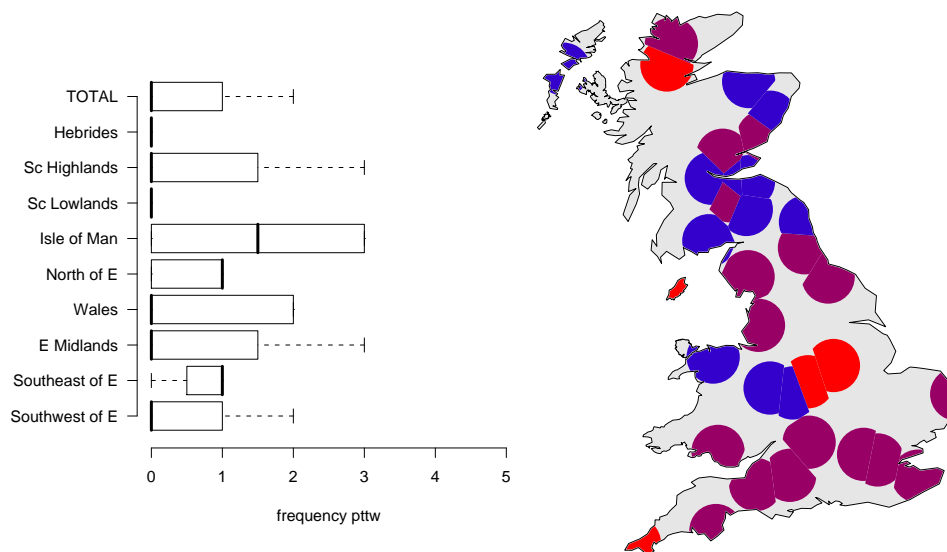 TOTAL
Hebrides
Sc Highlands
Sc Lowlands
Isle of Man
North of E
Wales
E Midlands
Southeast of E
Southwest of E
0 1 2 3 4 5
frequency pttw